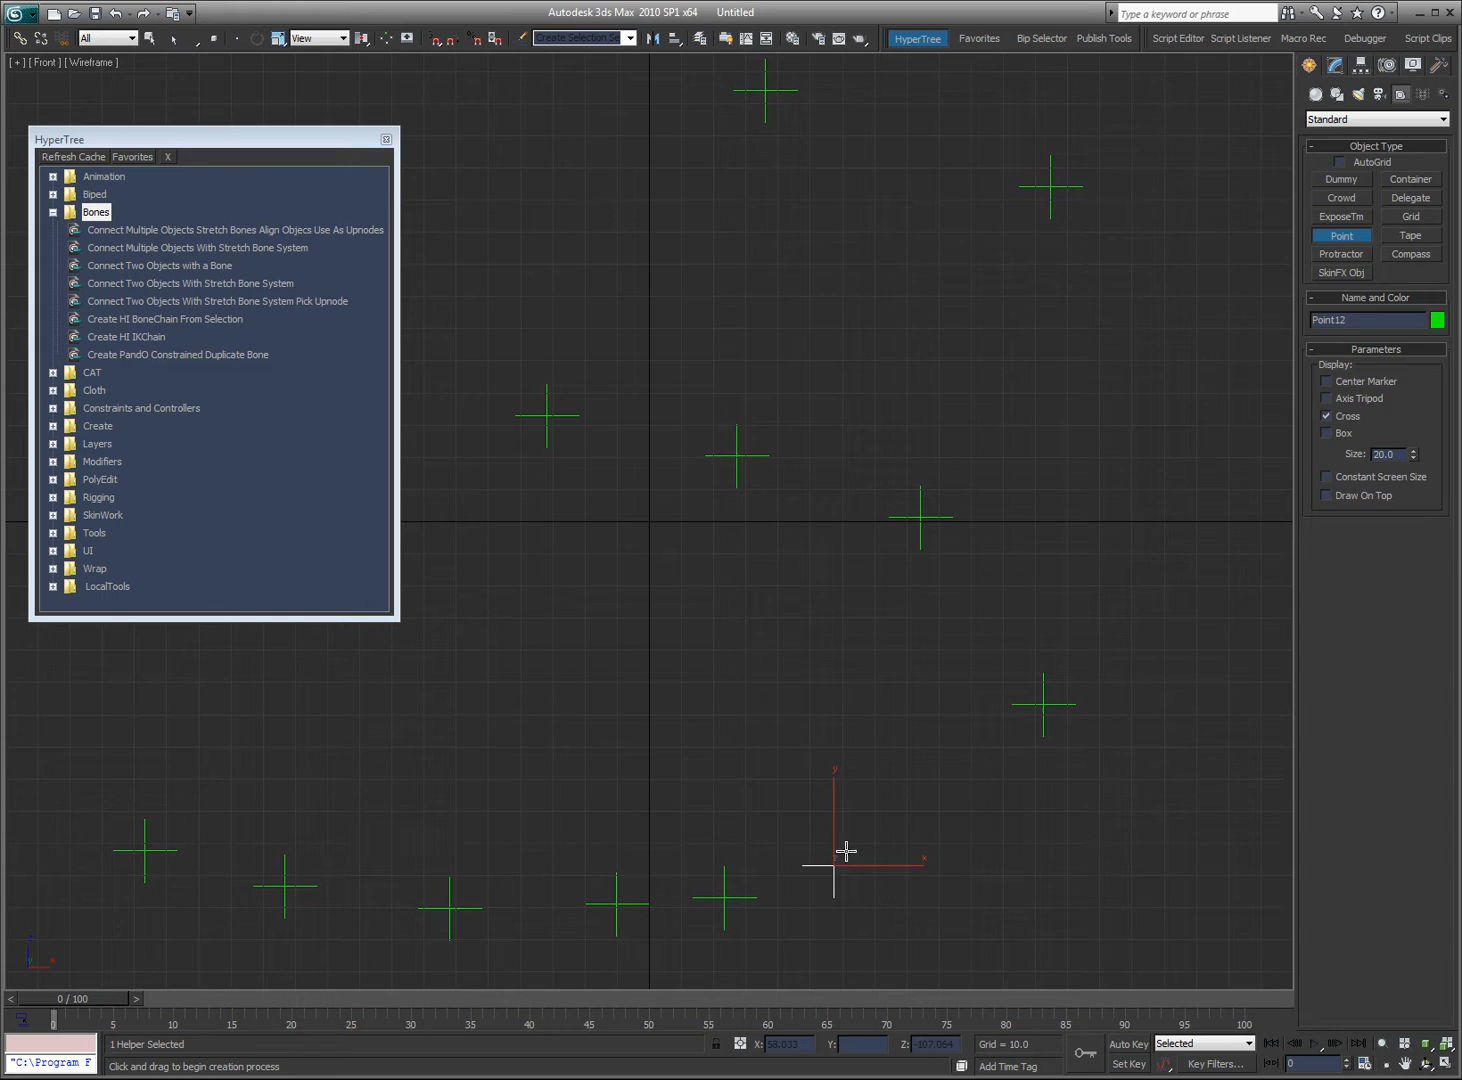 Autodesk 3ds Max 2010 SP1 x64 Untitled
Type a keyword or phrase
All
View
Create Selection Se
HyperTree Favorites Bip Selector Publish Tools Script Editor Script Listener Macro Rec Debugger Script Clips
[ + ] [ Front ] [ Wireframe ]
HyperTree
Refresh Cache Favorites X
Animation
Biped
Bones
Connect Multiple Objects Stretch Bones Align Objecs Use As Upnodes
Connect Multiple Objects With Stretch Bone System
Connect Two Objects with a Bone
Connect Two Objects With Stretch Bone System
Connect Two Objects With Stretch Bone System Pick Upnode
Create HI BoneChain From Selection
Create HI IKChain
Create PandO Constrained Duplicate Bone
CAT
Cloth
Constraints and Controllers
Create
Layers
Modifiers
PolyEdit
Rigging
SkinWork
Tools
UI
Wrap
LocalTools
Standard
Object Type
AutoGrid
Dummy Container
Crowd Delegate
ExposeTm Grid
Point Tape
Protractor Compass
SkinFX Obj
Name and Color
Point12
Parameters
Display:
Center Marker
Axis Tripod
Cross
Box
Size: 20.0
Constant Screen Size
Draw On Top
y
z x
z
y
x
< 0 / 100 >
0 5 10 15 20 25 30 35 40 45 50 55 60 65 70 75 80 85 90 95 100
1 Helper Selected X: 58.033 Y: Z: -107.064 Grid = 10.0 Auto Key Selected
"C:\Program F Click and drag to begin creation process Add Time Tag Set Key Key Filters... 0